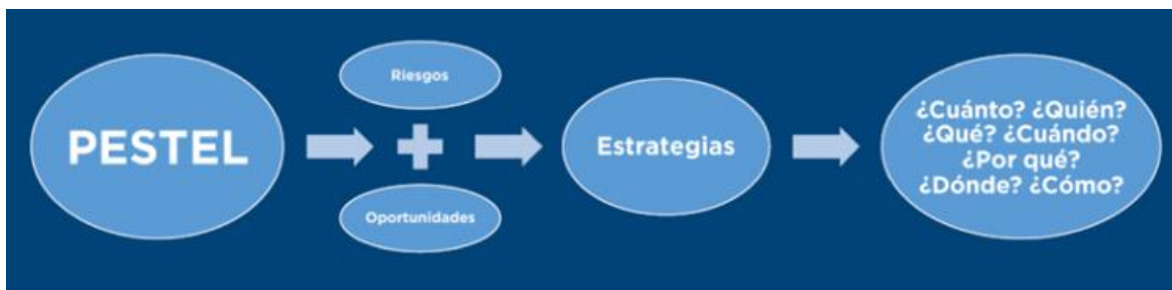 PESTEL
Riesgos
Oportunidades
Estrategias
¿Cuánto? ¿Quién?
¿Qué? ¿Cuándo?
¿Por qué?
¿Dónde? ¿Cómo?